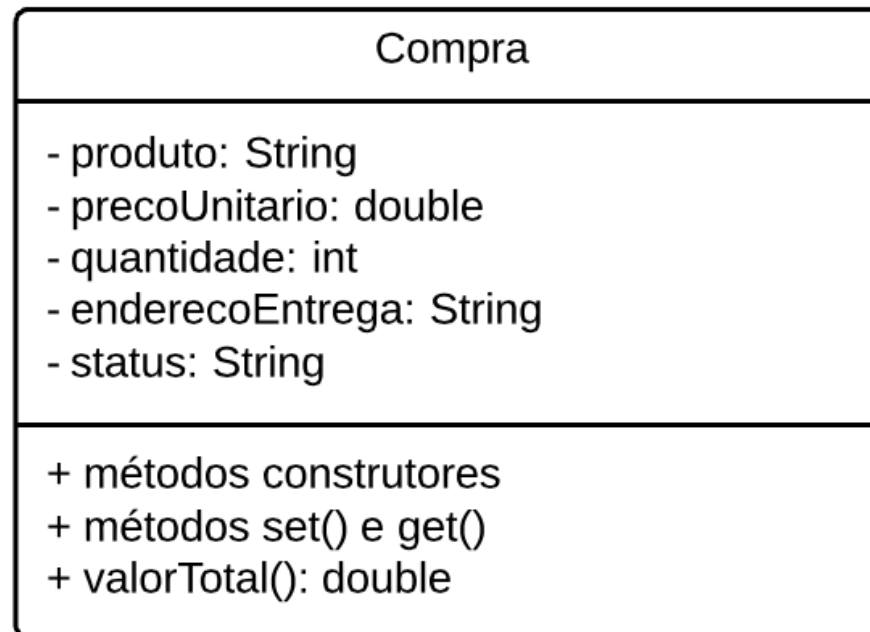 Compra
- produto: String
- precoUnitario: double
- quantidade: int
- enderecoEntrega: String
- status: String
+ métodos construtores
+ métodos set() e get()
+ valorTotal(): double